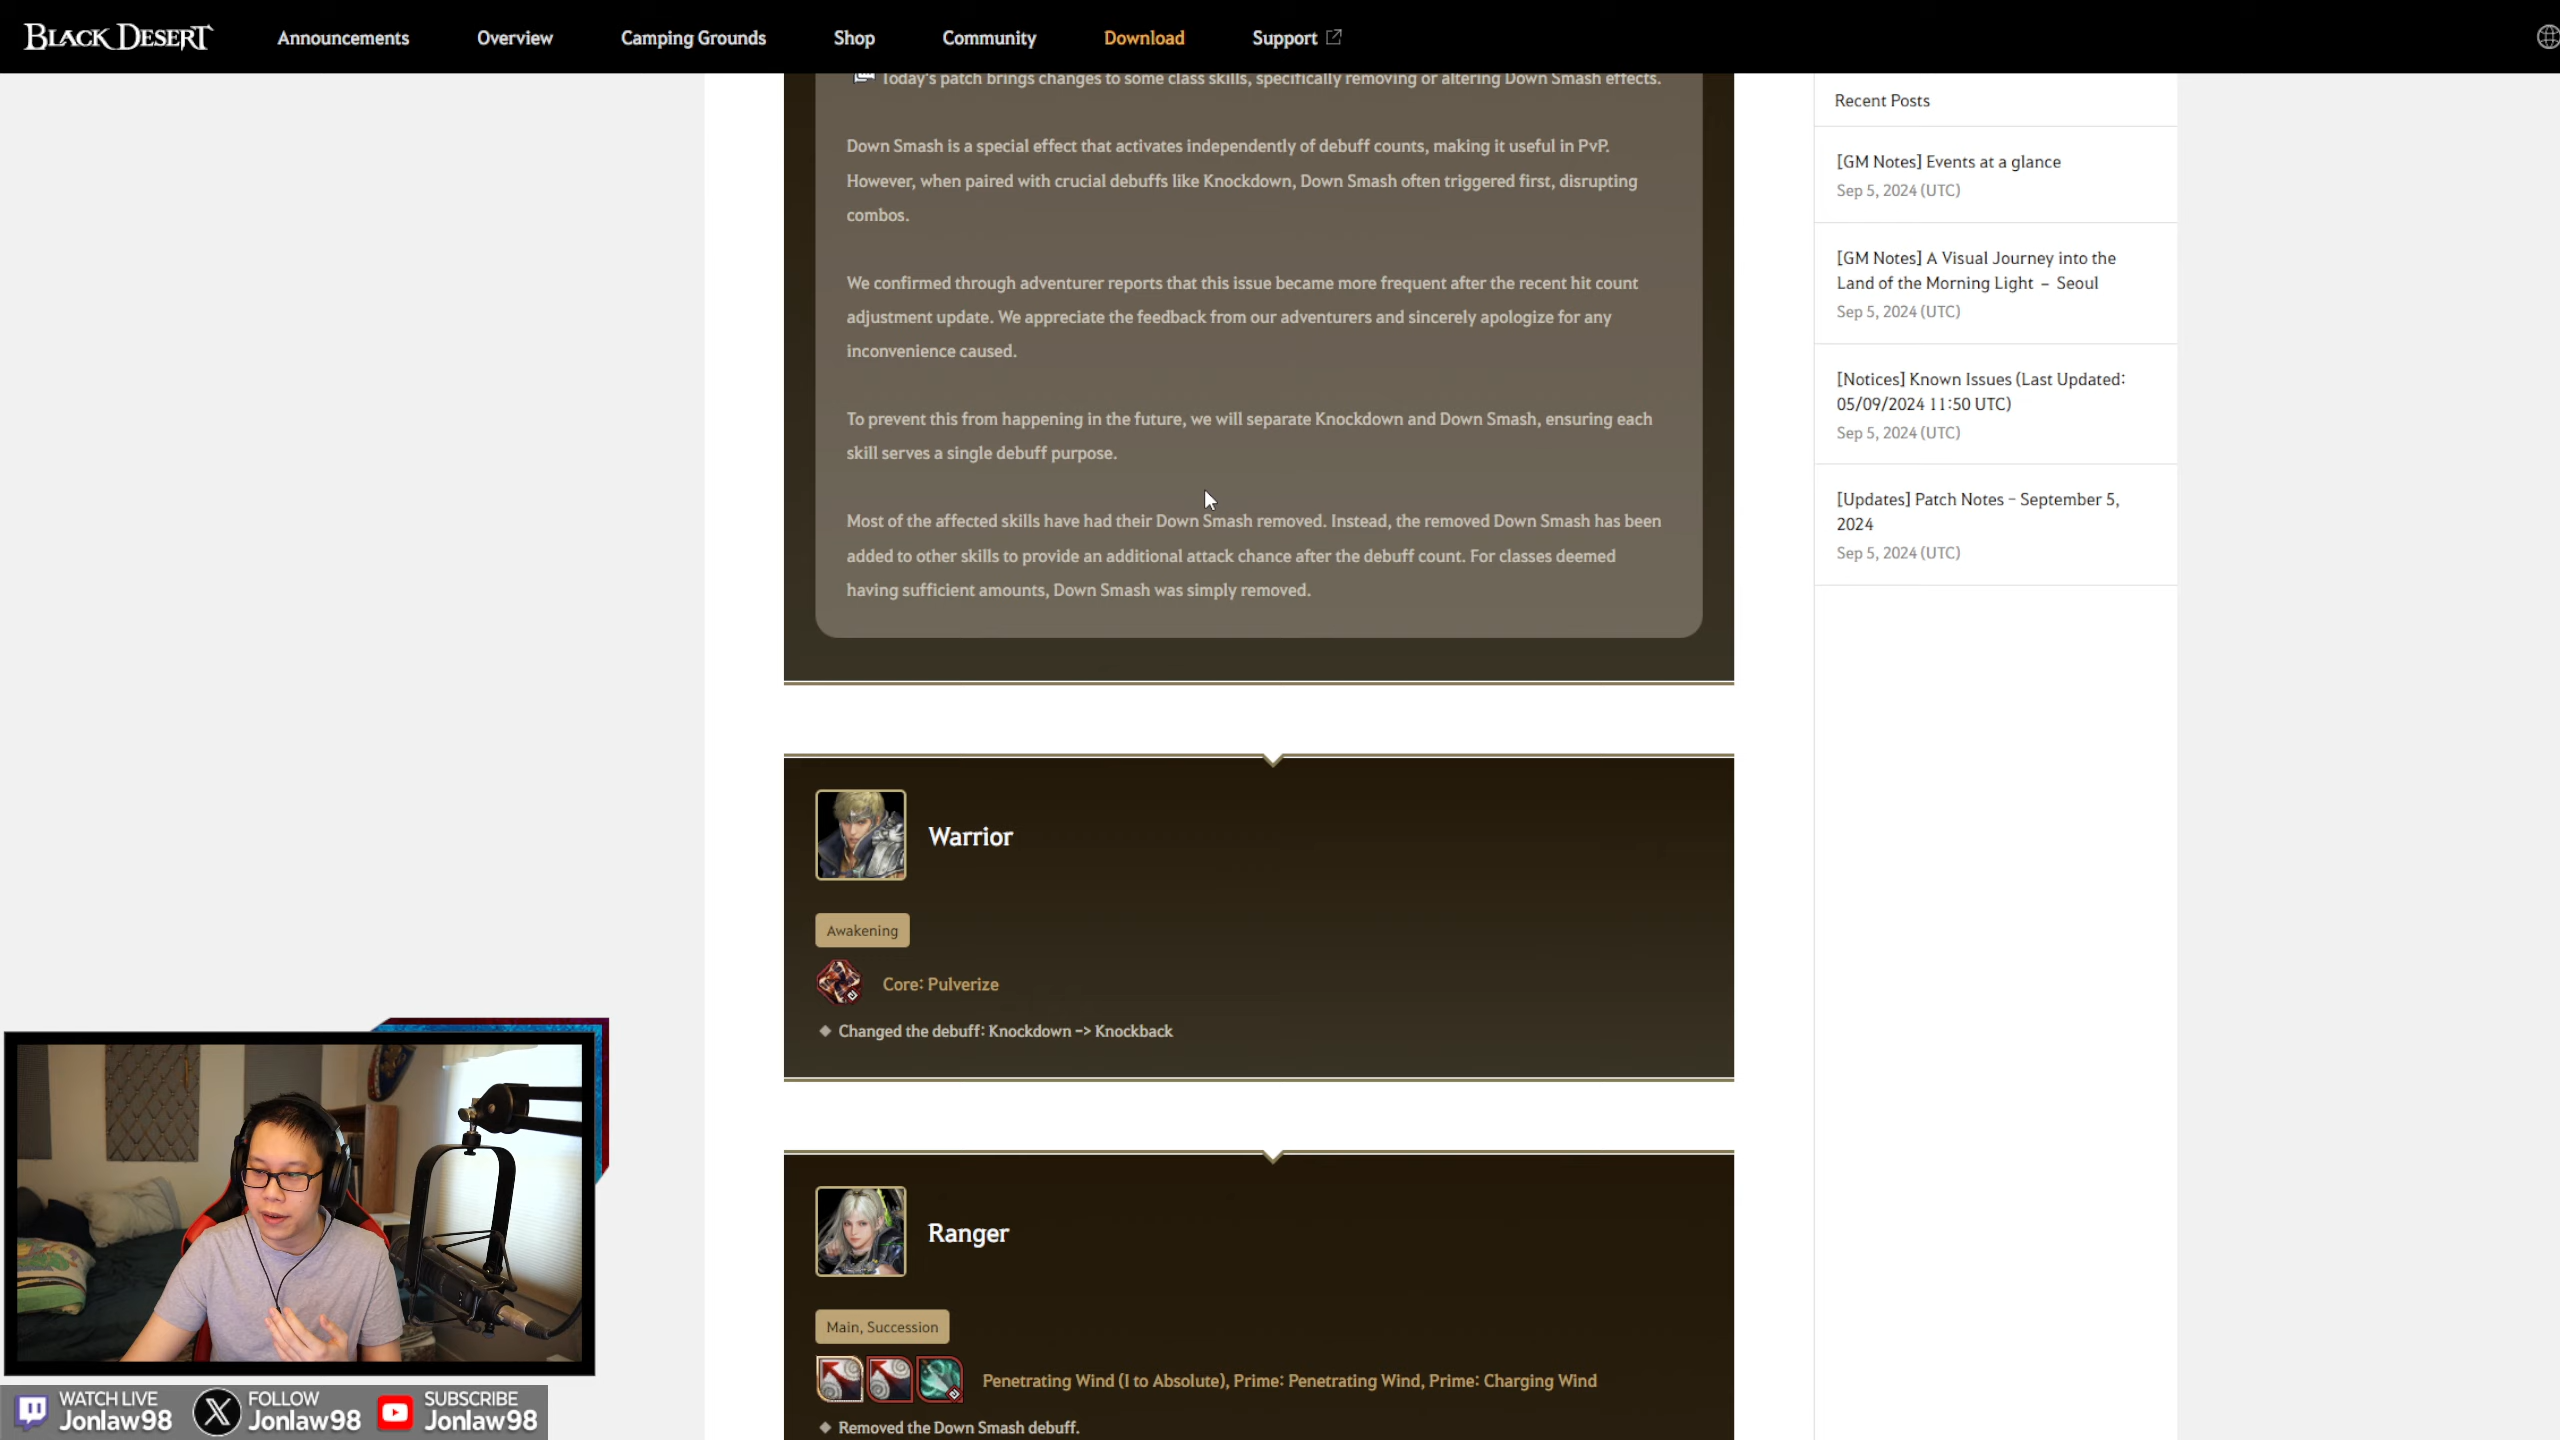 BLACK DESERT
Announcements
Overview
Camping Grounds
Shop
Community
Download
Support
Today's patch brings changes to some class skills, specifically removing or altering Down Smash effects.
Down Smash is a special effect that activates independently of debuff counts, making it useful in PvP.
However, when paired with crucial debuffs like Knockdown, Down Smash often triggered first, disrupting
combos.
We confirmed through adventurer reports that this issue became more frequent after the recent hit count
adjustment update. We appreciate the feedback from our adventurers and sincerely apologize for any
inconvenience caused.
To prevent this from happening in the future, we will separate Knockdown and Down Smash, ensuring each
skill serves a single debuff purpose.
Most of the affected skills have had their Down Smash removed. Instead, the removed Down Smash has been
added to other skills to provide an additional attack chance after the debuff count. For classes deemed
having sufficient amounts, Down Smash was simply removed.
Warrior
Awakening
Core: Pulverize
◆ Changed the debuff: Knockdown -> Knockback
Ranger
Main, Succession
Penetrating Wind (I to Absolute), Prime: Penetrating Wind, Prime: Charging Wind
◆ Removed the Down Smash debuff.
Recent Posts
[GM Notes] Events at a glance
Sep 5, 2024 (UTC)
[GM Notes] A Visual Journey into the
Land of the Morning Light – Seoul
Sep 5, 2024 (UTC)
[Notices] Known Issues (Last Updated:
05/09/2024 11:50 UTC)
Sep 5, 2024 (UTC)
[Updates] Patch Notes – September 5,
2024
Sep 5, 2024 (UTC)
WATCH LIVE
Jonlaw98
FOLLOW
Jonlaw98
SUBSCRIBE
Jonlaw98